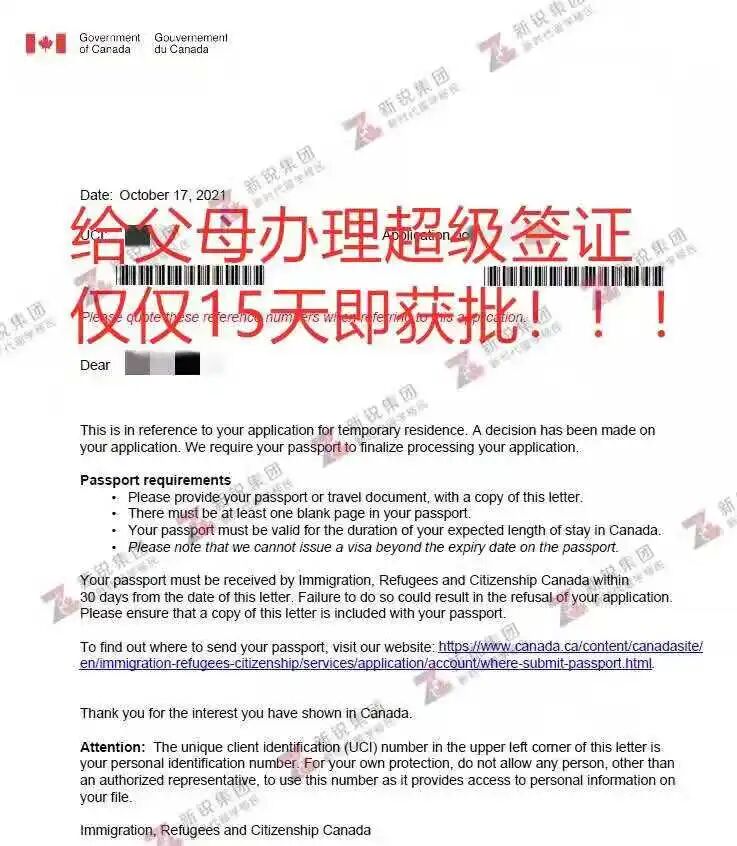 Government of Canada
Gouvernement du Canada
Date: October 17, 2021
给父母办理超级签证
UCI:
Application no
仅仅15天即获批！！！
Please quote these reference numbers when referring to this application.
Dear
This is in reference to your application for temporary residence. A decision has been made on
your application. We require your passport to finalize processing your application.
Passport requirements
• Please provide your passport or travel document, with a copy of this letter.
• There must be at least one blank page in your passport.
• Your passport must be valid for the duration of your expected length of stay in Canada.
• Please note that we cannot issue a visa beyond the expiry date on the passport.
Your passport must be received by Immigration, Refugees and Citizenship Canada within
30 days from the date of this letter. Failure to do so could result in the refusal of your application.
Please ensure that a copy of this letter is included with your passport.
To find out where to send your passport, visit our website: https://www.canada.ca/content/canadasite/
en/immigration-refugees-citizenship/services/application/account/where-submit-passport.html.
Thank you for the interest you have shown in Canada.
Attention: The unique client identification (UCI) number in the upper left corner of this letter is
your personal identification number. For your own protection, do not allow any person, other than
an authorized representative, to use this number as it provides access to personal information on
your file.
Immigration, Refugees and Citizenship Canada
新锐集团
新时代留学移民